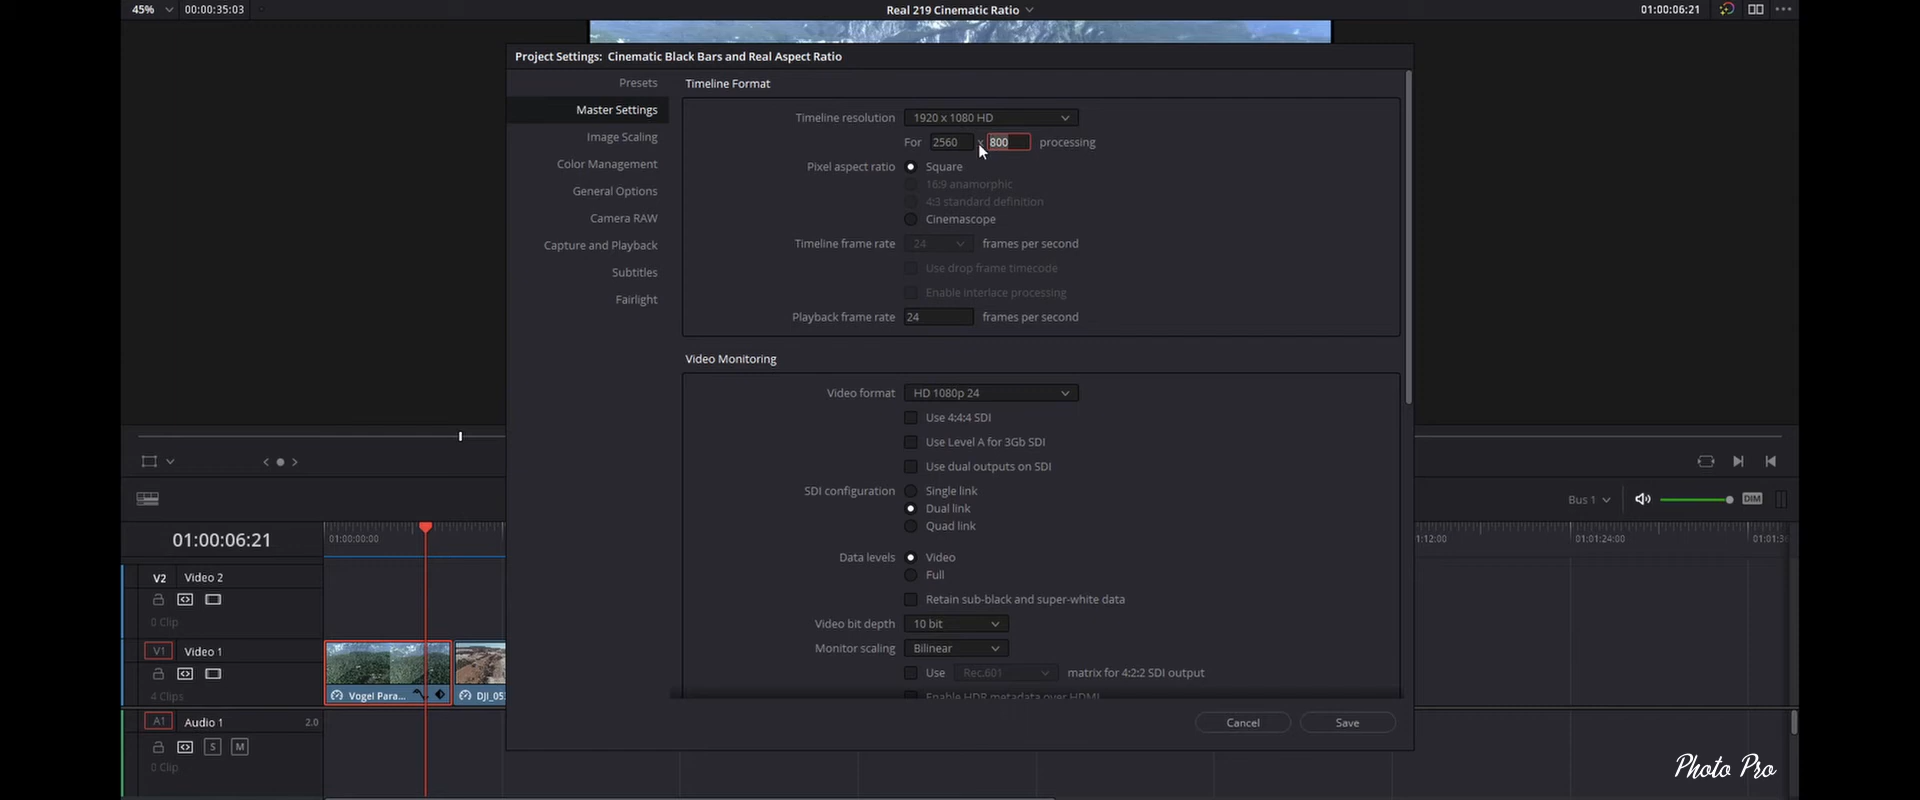 45% 00:00:35:03 Real 219 Cinematic Ratio 01:00:06:21
Project Settings: Cinematic Black Bars and Real Aspect Ratio
Presets
Master Settings
Image Scaling
Color Management
General Options
Camera RAW
Capture and Playback
Subtitles
Fairlight
Timeline Format
Timeline resolution 1920 x 1080 HD
For 2560 x 800 processing
Pixel aspect ratio Square
16:9 anamorphic
4:3 standard definition
Cinemascope
Timeline frame rate 24 frames per second
Use drop frame timecode
Enable interlace processing
Playback frame rate 24 frames per second
Video Monitoring
Video format HD 1080p 24
Use 4:4:4 SDI
Use Level A for 3Gb SDI
Use dual outputs on SDI
SDI configuration Single link
Dual link
Quad link
Data levels Video
Full
Retain sub-black and super-white data
Video bit depth 10 bit
Monitor scaling Bilinear
Use Rec.601 matrix for 4:2:2 SDI output
Enable HDR metadata over HDMI
Cancel Save
Bus 1 DIM
01:00:06:21 01:00:00:00 :12:00 01:01:24:00 01:01:3
V2 Video 2
0 Clip
V1 Video 1
4 Clips Vogel Para... DJI_05
A1 Audio 1 2.0
S M
0 Clip
Photo Pro